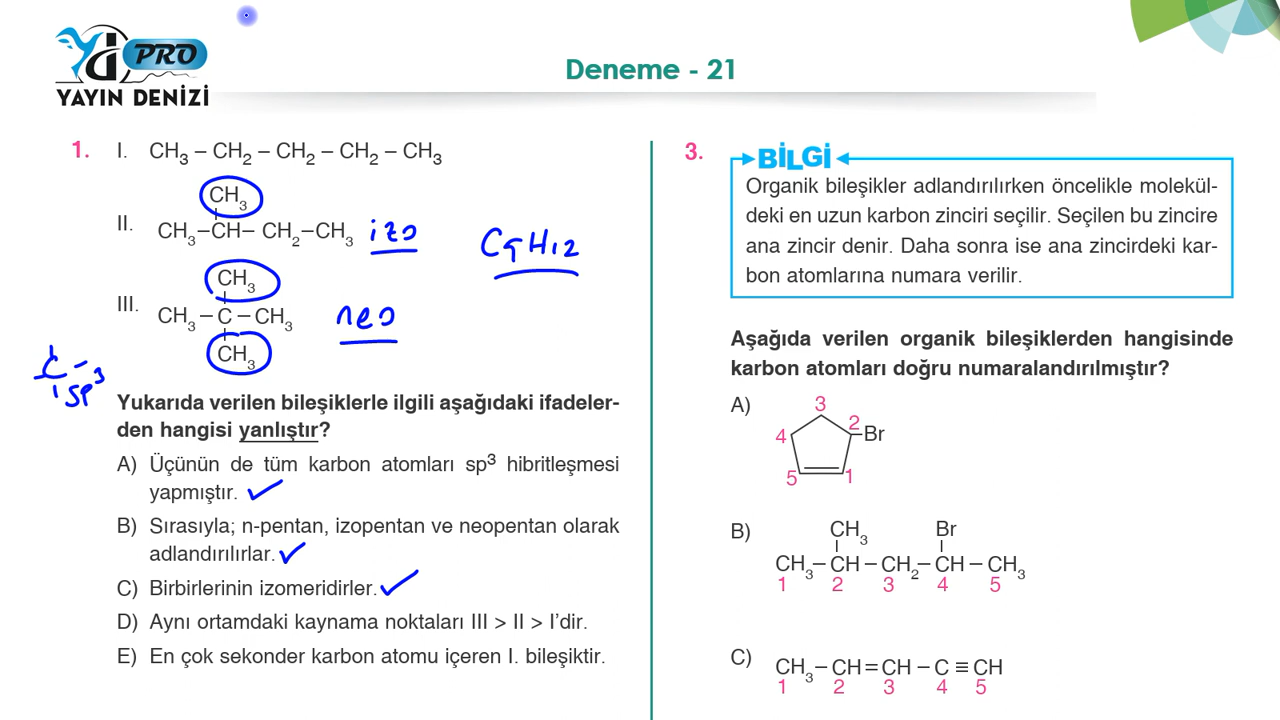 PRO
YAYIN DENİZİ
Deneme - 21
1. I. CH3 – CH2 – CH2 – CH2 – CH3
CH3
II. CH3–CH– CH2–CH3 izo
C5H12
CH3
III. CH3 – C – CH3 neo
CH3
C sp3
Yukarıda verilen bileşiklerle ilgili aşağıdaki ifadeler-
den hangisi yanlıştır?
A) Üçünün de tüm karbon atomları sp3 hibritleşmesi
yapmıştır.
B) Sırasıyla; n-pentan, izopentan ve neopentan olarak
adlandırılırlar.
C) Birbirlerinin izomeridirler.
D) Aynı ortamdaki kaynama noktaları III > II > I’dir.
E) En çok sekonder karbon atomu içeren I. bileşiktir.
3. BİLGİ
Organik bileşikler adlandırılırken öncelikle molekül-
deki en uzun karbon zinciri seçilir. Seçilen bu zincire
ana zincir denir. Daha sonra ise ana zincirdeki kar-
bon atomlarına numara verilir.
Aşağıda verilen organik bileşiklerden hangisinde
karbon atomları doğru numaralandırılmıştır?
A) 3
2
4 Br
5 1
B) CH3 Br
CH3 – CH – CH2 – CH – CH3
1 2 3 4 5
C) CH3 – CH = CH – C ≡ CH
1 2 3 4 5